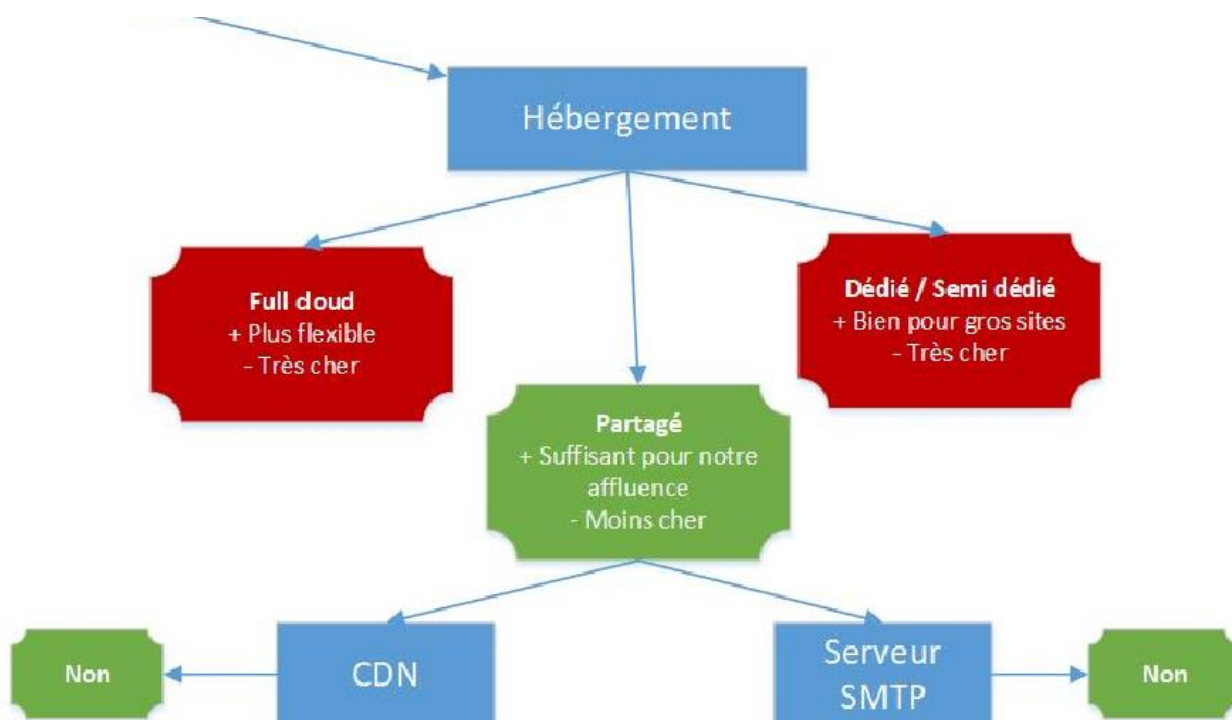 Hébergement
Full cloud
+ Plus flexible
- Très cher
Dédié / Semi dédié
+ Bien pour gros sites
- Très cher
Partagé
+ Suffisant pour notre
affluence
- Moins cher
Non
CDN
Serveur
SMTP
Non